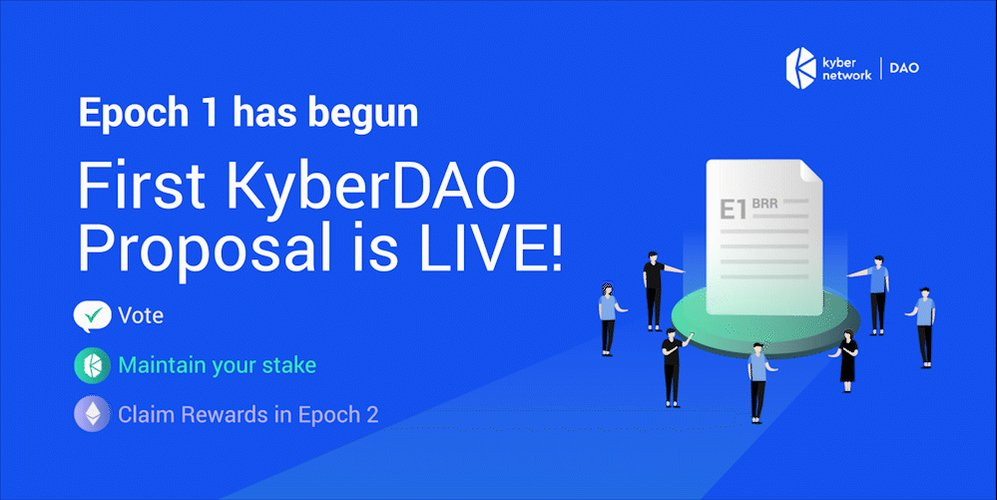 kyber
network | DAO
Epoch 1 has begun
First KyberDAO
Proposal is LIVE!
E1 BRR
Vote
Maintain your stake
Claim Rewards in Epoch 2